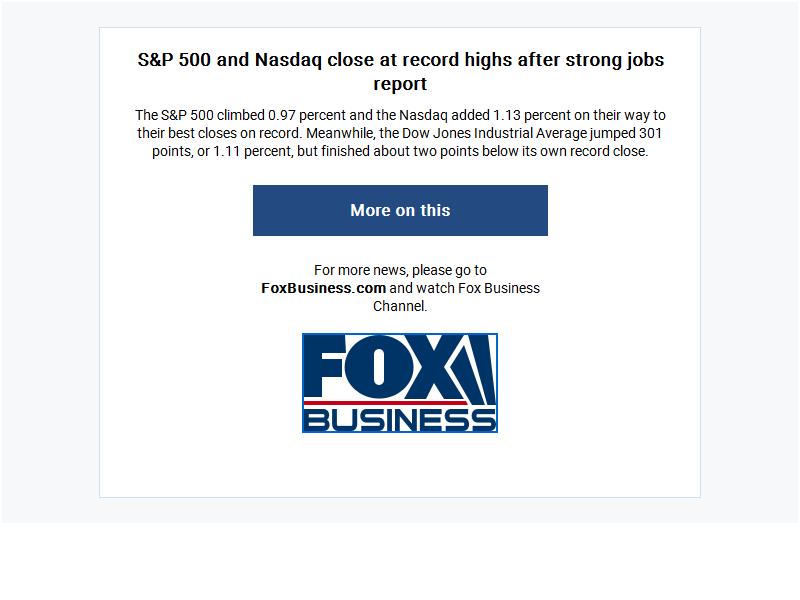 S&P 500 and Nasdaq close at record highs after strong jobs
report
The S&P 500 climbed 0.97 percent and the Nasdaq added 1.13 percent on their way to
their best closes on record. Meanwhile, the Dow Jones Industrial Average jumped 301
points, or 1.11 percent, but finished about two points below its own record close.
More on this
For more news, please go to
FoxBusiness.com and watch Fox Business
Channel.
FOX
BUSINESS